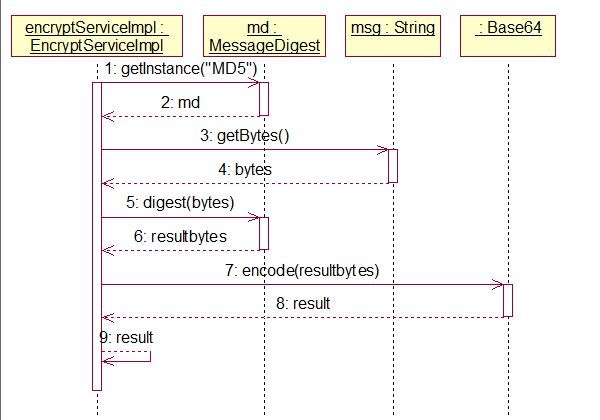 encryptServiceImpl :
EncryptServiceImpl
md :
MessageDigest
msg : String
: Base64
1: getInstance("MD5")
2: md
3: getBytes()
4: bytes
5: digest(bytes)
6: resultbytes
7: encode(resultbytes)
8: result
9: result